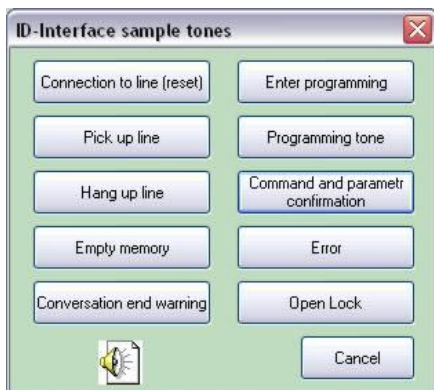 ID-Interface sample tones
Connection to line (reset)
Enter programming
Pick up line
Programming tone
Hang up line
Command and parametr
confirmation
Empty memory
Error
Conversation end warning
Open Lock
Cancel